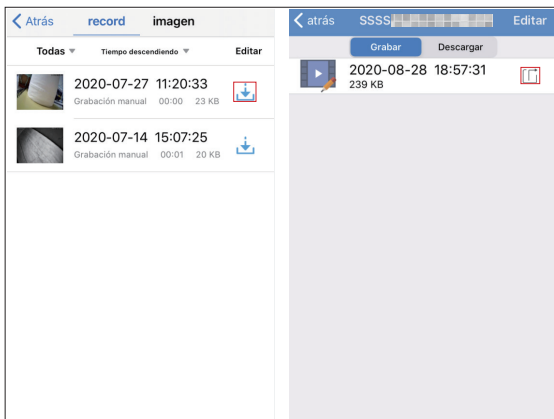 Atrás record imagen
Todas Tiempo descendiendo Editar
2020-07-27 11:20:33
Grabación manual 00:00 23 KB
2020-07-14 15:07:25
Grabación manual 00:01 20 KB
atrás SSSS Editar
Grabar Descargar
2020-08-28 18:57:31
239 KB